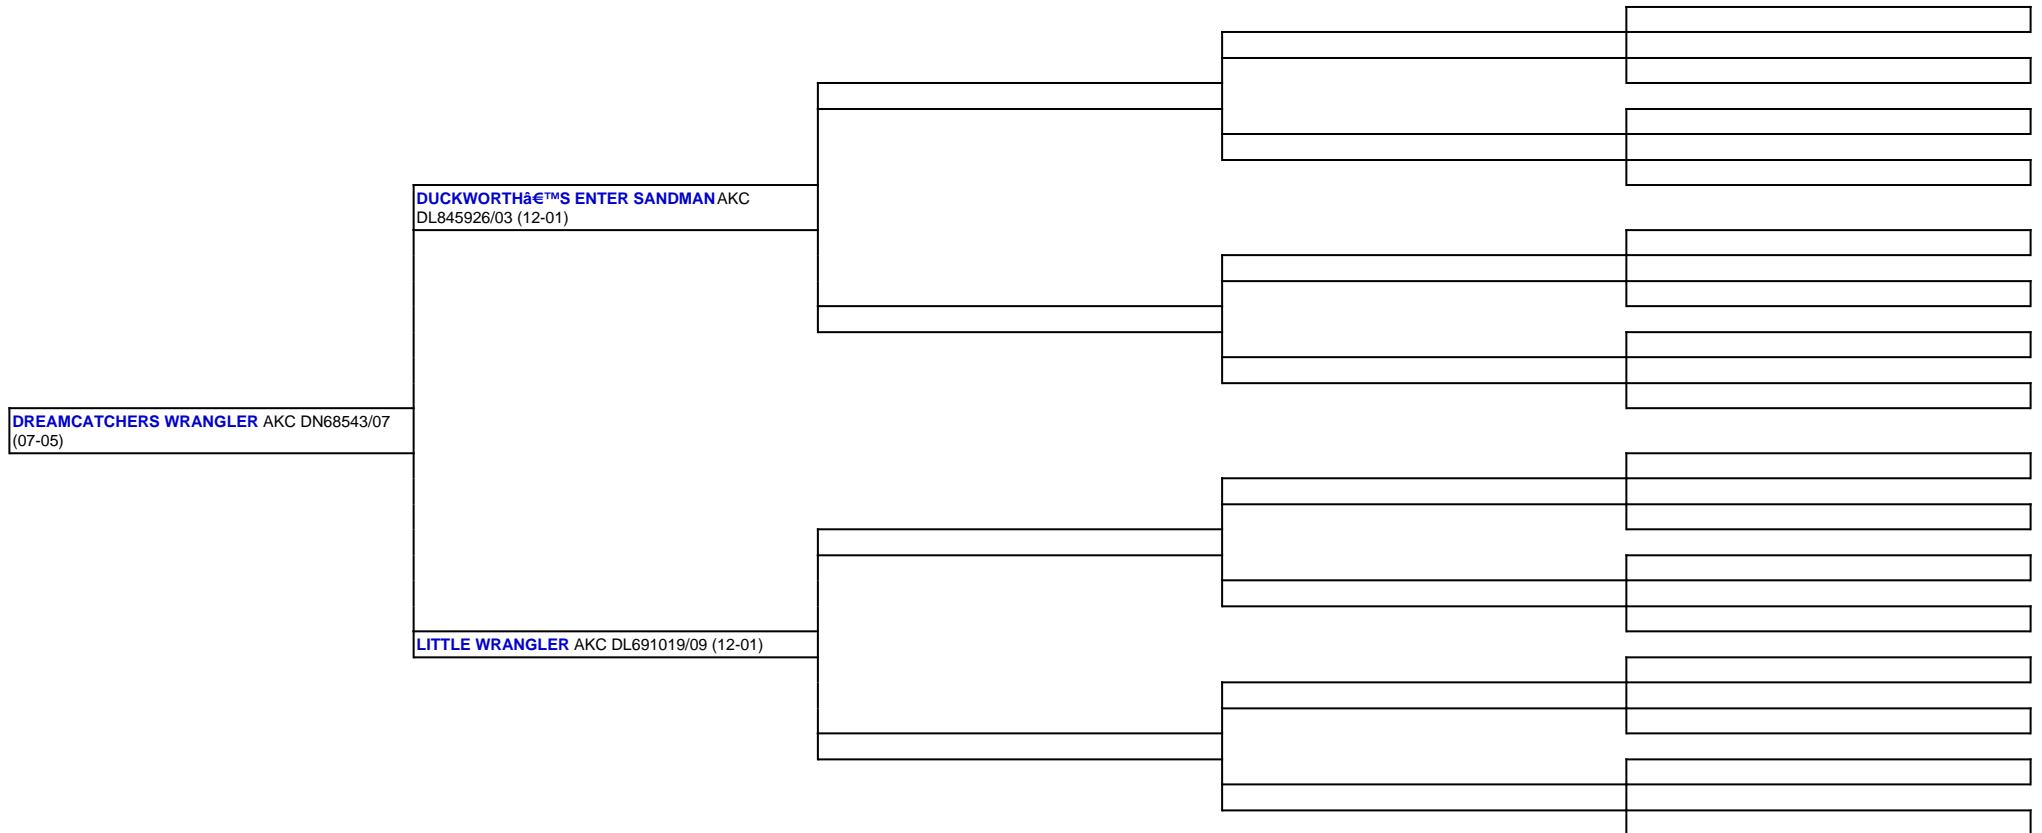 DUCKWORTHâ€™S ENTER SANDMAN AKC
DL845926/03 (12-01)
DREAMCATCHERS WRANGLER AKC DN68543/07
(07-05)
LITTLE WRANGLER AKC DL691019/09 (12-01)